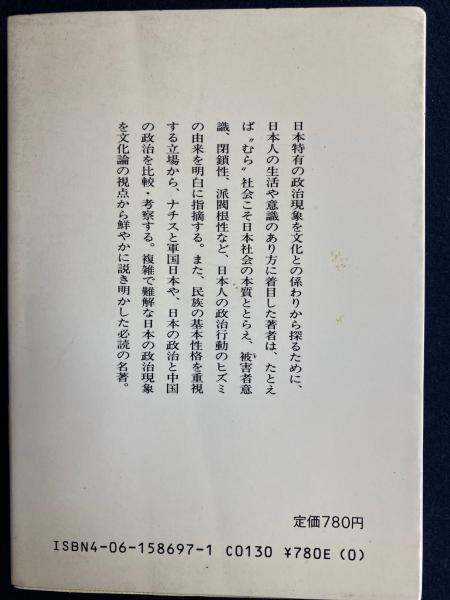 日本特有の政治現象を文化との係わりから探るために、
日本人の生活や意識のあり方に着目した著者は、たとえ
ば〝むら〟社会こそ日本社会の本質ととらえ、被害者意
識、閉鎖性、派閥根性など、日本人の政治行動のヒズミ
の由来を明白に指摘する。また、民族の基本性格を重視
する立場から、ナチスと軍国日本や、日本の政治と中国
の政治を比較・考察する。複雑で難解な日本の政治現象
を文化論の視点から鮮やかに説き明かした必読の名著。
定価780円
ISBN4-06-158697-1 C0130 ¥780E (0)